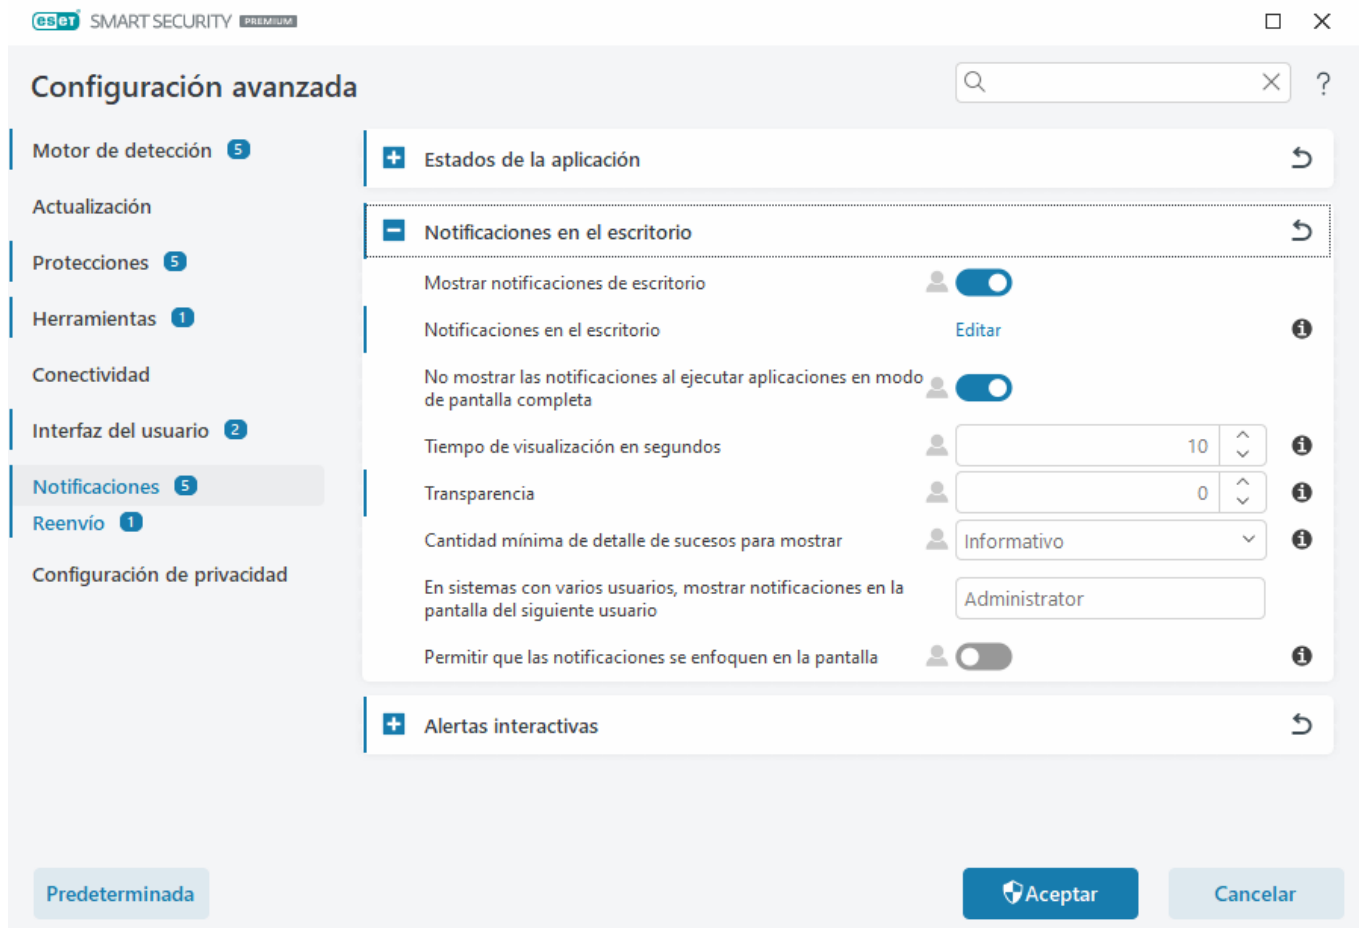 eset SMART SECURITY PREMIUM
Configuración avanzada
?
Motor de detección 5
Actualización
Protecciones 5
Herramientas 1
Conectividad
Interfaz del usuario 2
Notificaciones 5
Reenvío 1
Configuración de privacidad
Estados de la aplicación
Notificaciones en el escritorio
Mostrar notificaciones de escritorio
Notificaciones en el escritorio Editar
No mostrar las notificaciones al ejecutar aplicaciones en modo
de pantalla completa
Tiempo de visualización en segundos 10
Transparencia 0
Cantidad mínima de detalle de sucesos para mostrar Informativo
En sistemas con varios usuarios, mostrar notificaciones en la
pantalla del siguiente usuario
Administrator
Permitir que las notificaciones se enfoquen en la pantalla
Alertas interactivas
Predeterminada Aceptar Cancelar